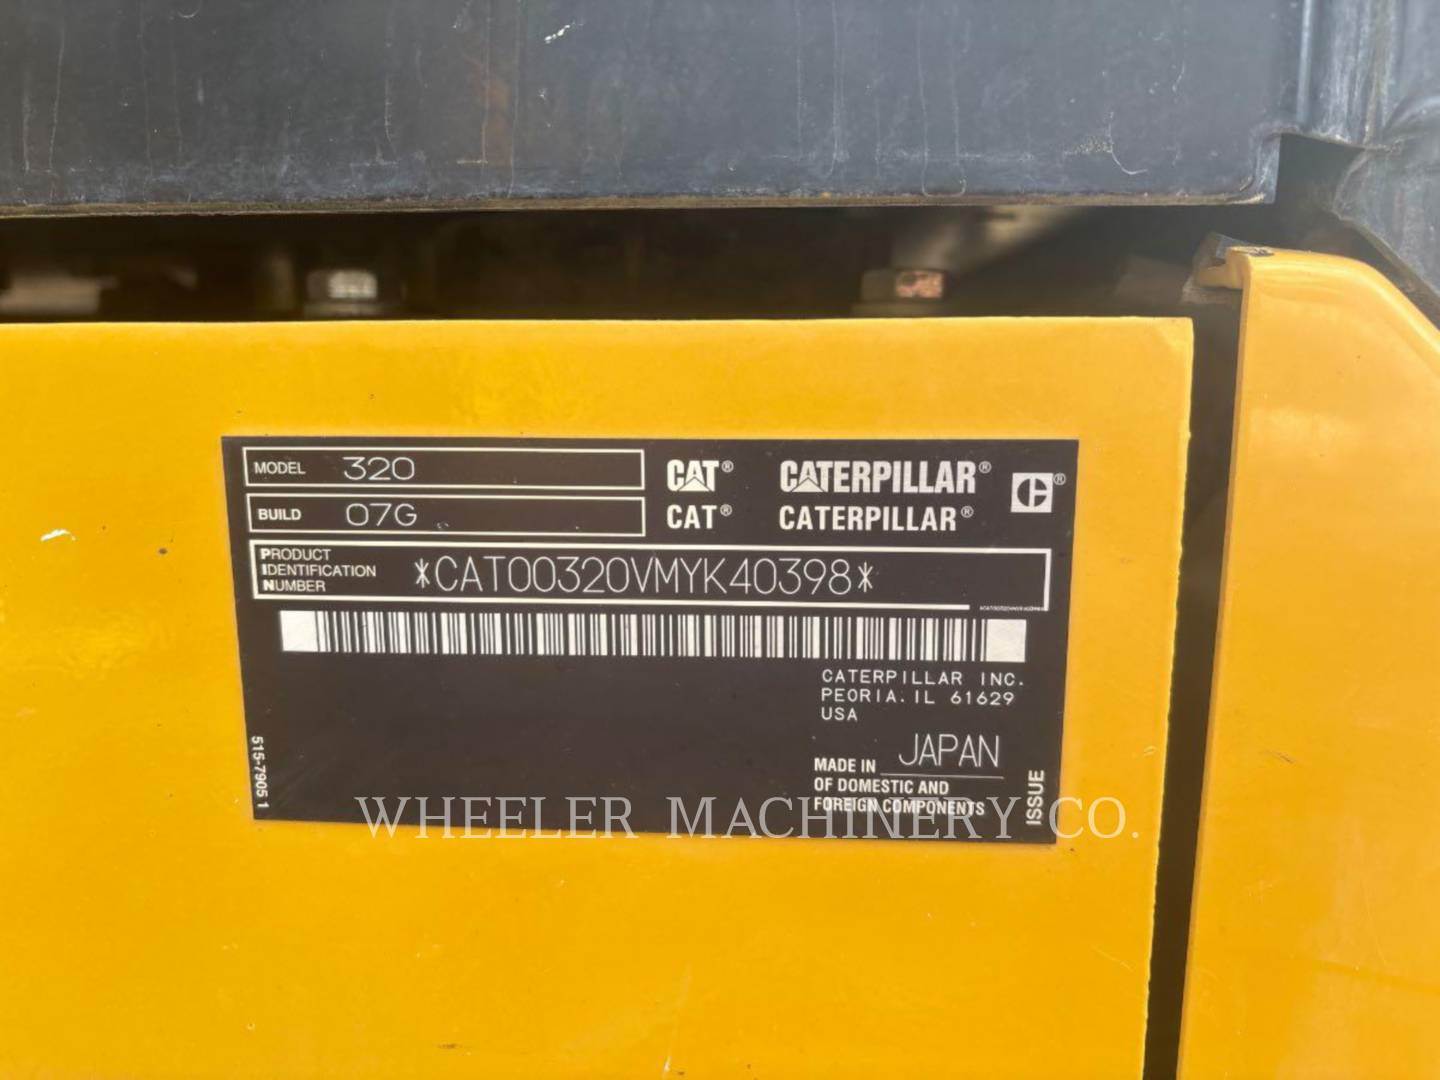 MODEL 320
CAT® CATERPILLAR®
BUILD 07G
CAT® CATERPILLAR®
PRODUCT
IDENTIFICATION
NUMBER
*CAT00320VMYK40398*
CATERPILLAR INC.
PEORIA, IL 61629
USA
MADE IN JAPAN
OF DOMESTIC AND
FOREIGN COMPONENTS
515-7905 1
ISSUE
WHEELER MACHINERY CO.